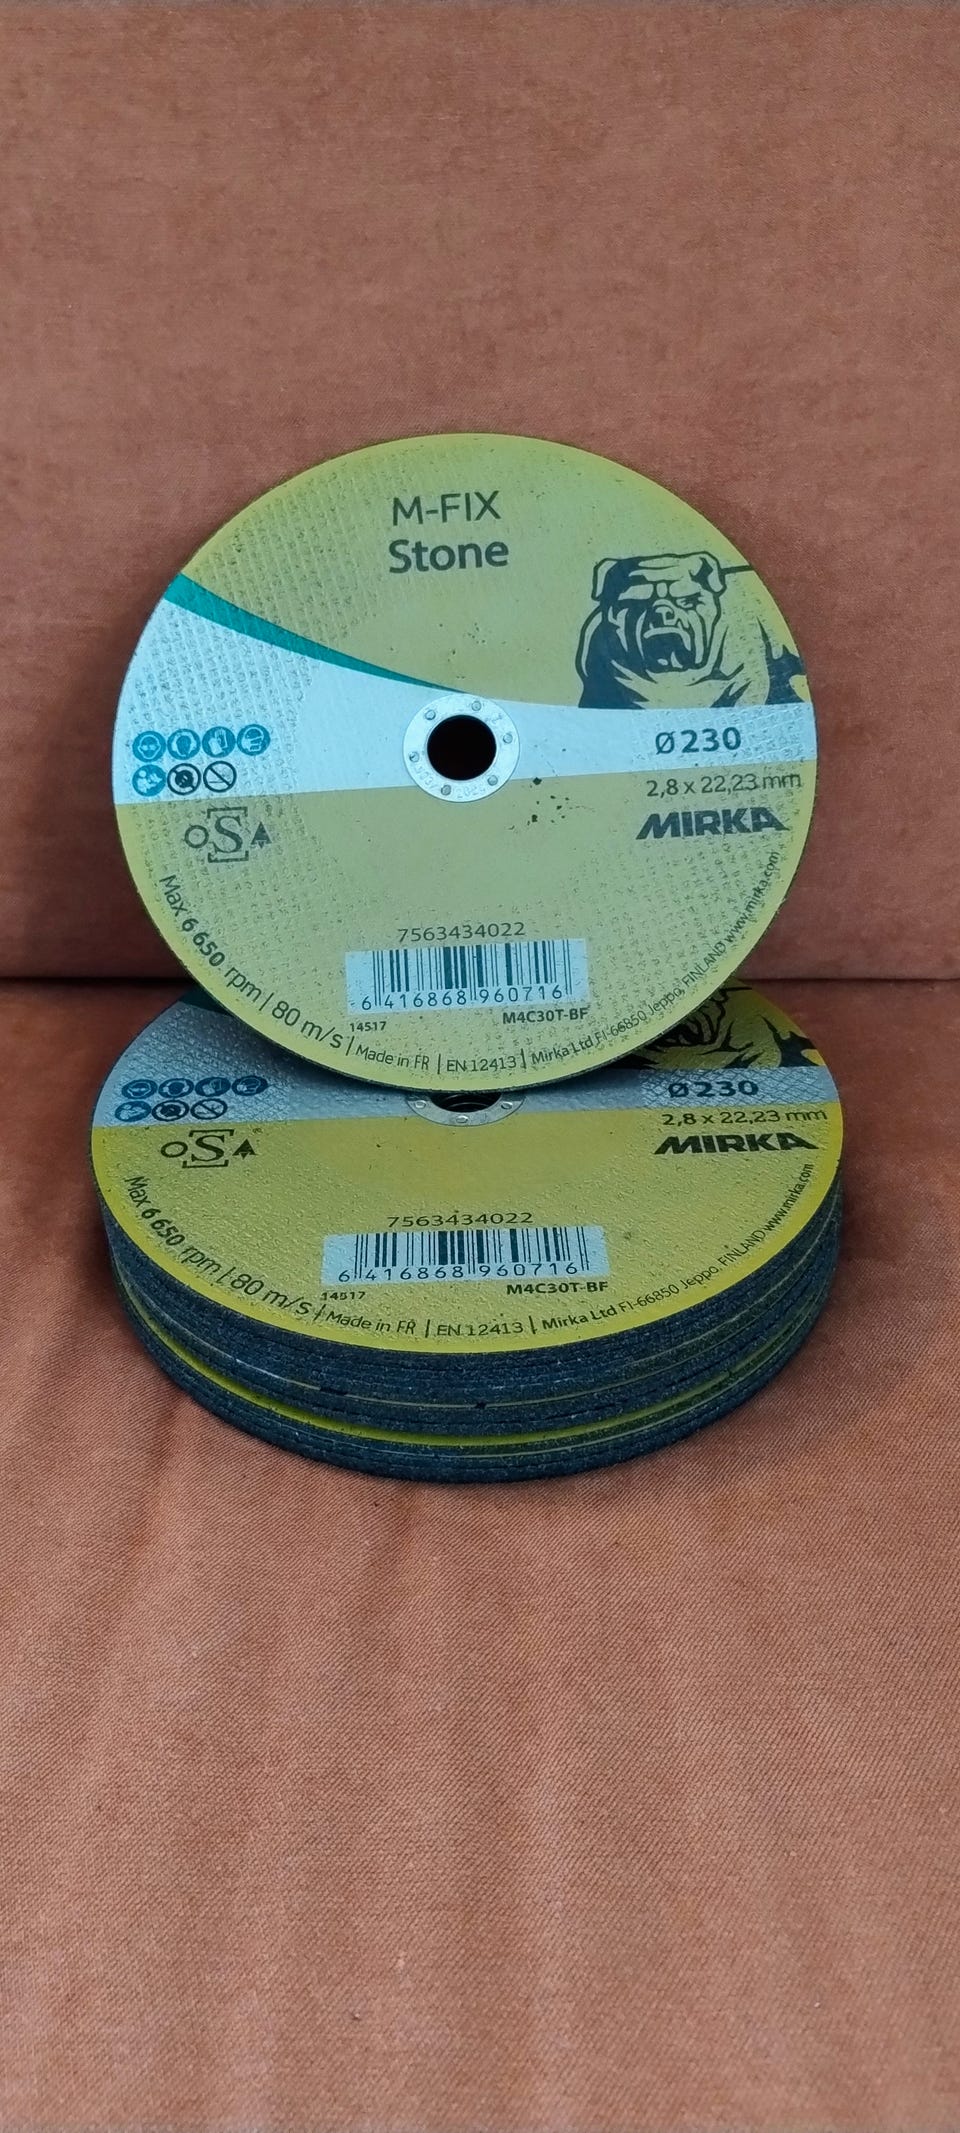 M-FIX
Stone
Ø230
2,8 x 22,23 mm
MIRKA
oSa
Max 6 650 rpm | 80 m/s | Made in FR | EN 12413 | Mirka Ltd FI-66850 Jeppo, FINLAND www.mirka.com
7563434022
6 416868 960716
14517
M4C30T-BF
Ø230
2,8 x 22,23 mm
MIRKA
oSa®
Max 6 650 rpm | 80 m/s | Made in FR | EN 12413 | Mirka Ltd FI-66850 Jeppo, FINLAND www.mirka.com
7563434022
6 416868 960716
14517
M4C30T-BF